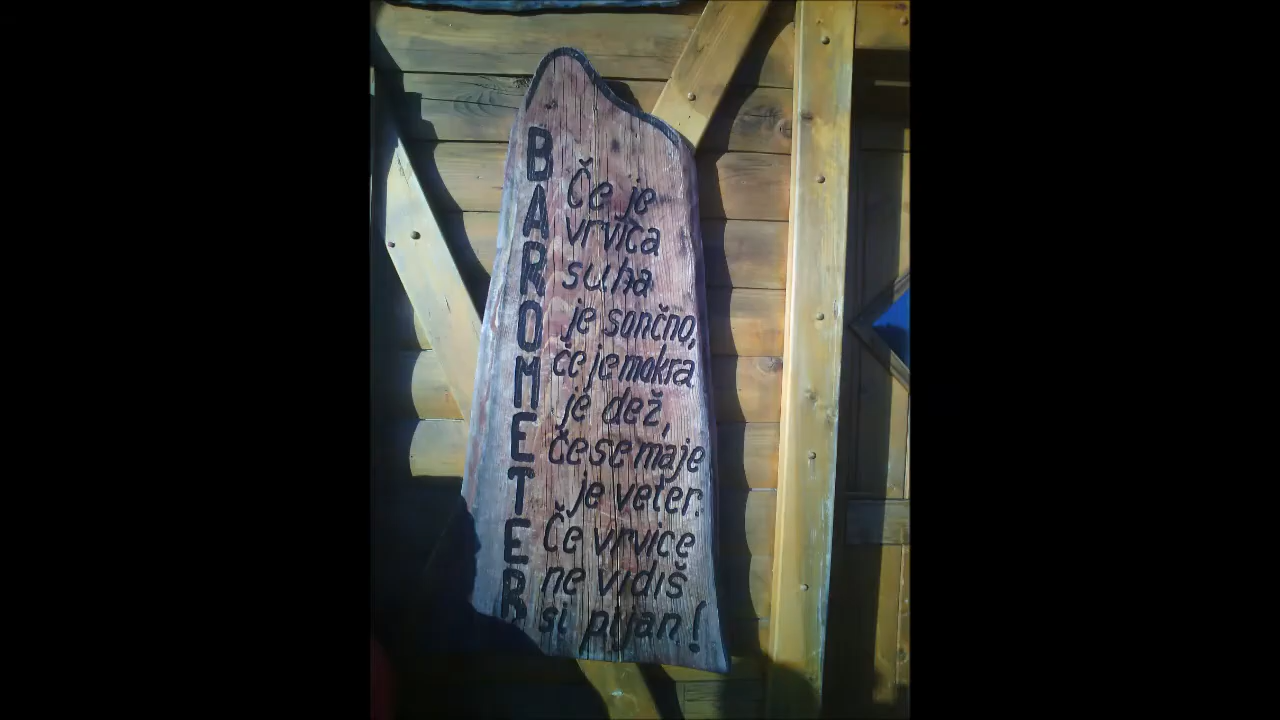 BAROMETER
Če je
vrvica
suha
je sončno,
če je mokra
je dež,
če se maje
je veter.
Če vrvice
ne vidiš
si pijan!